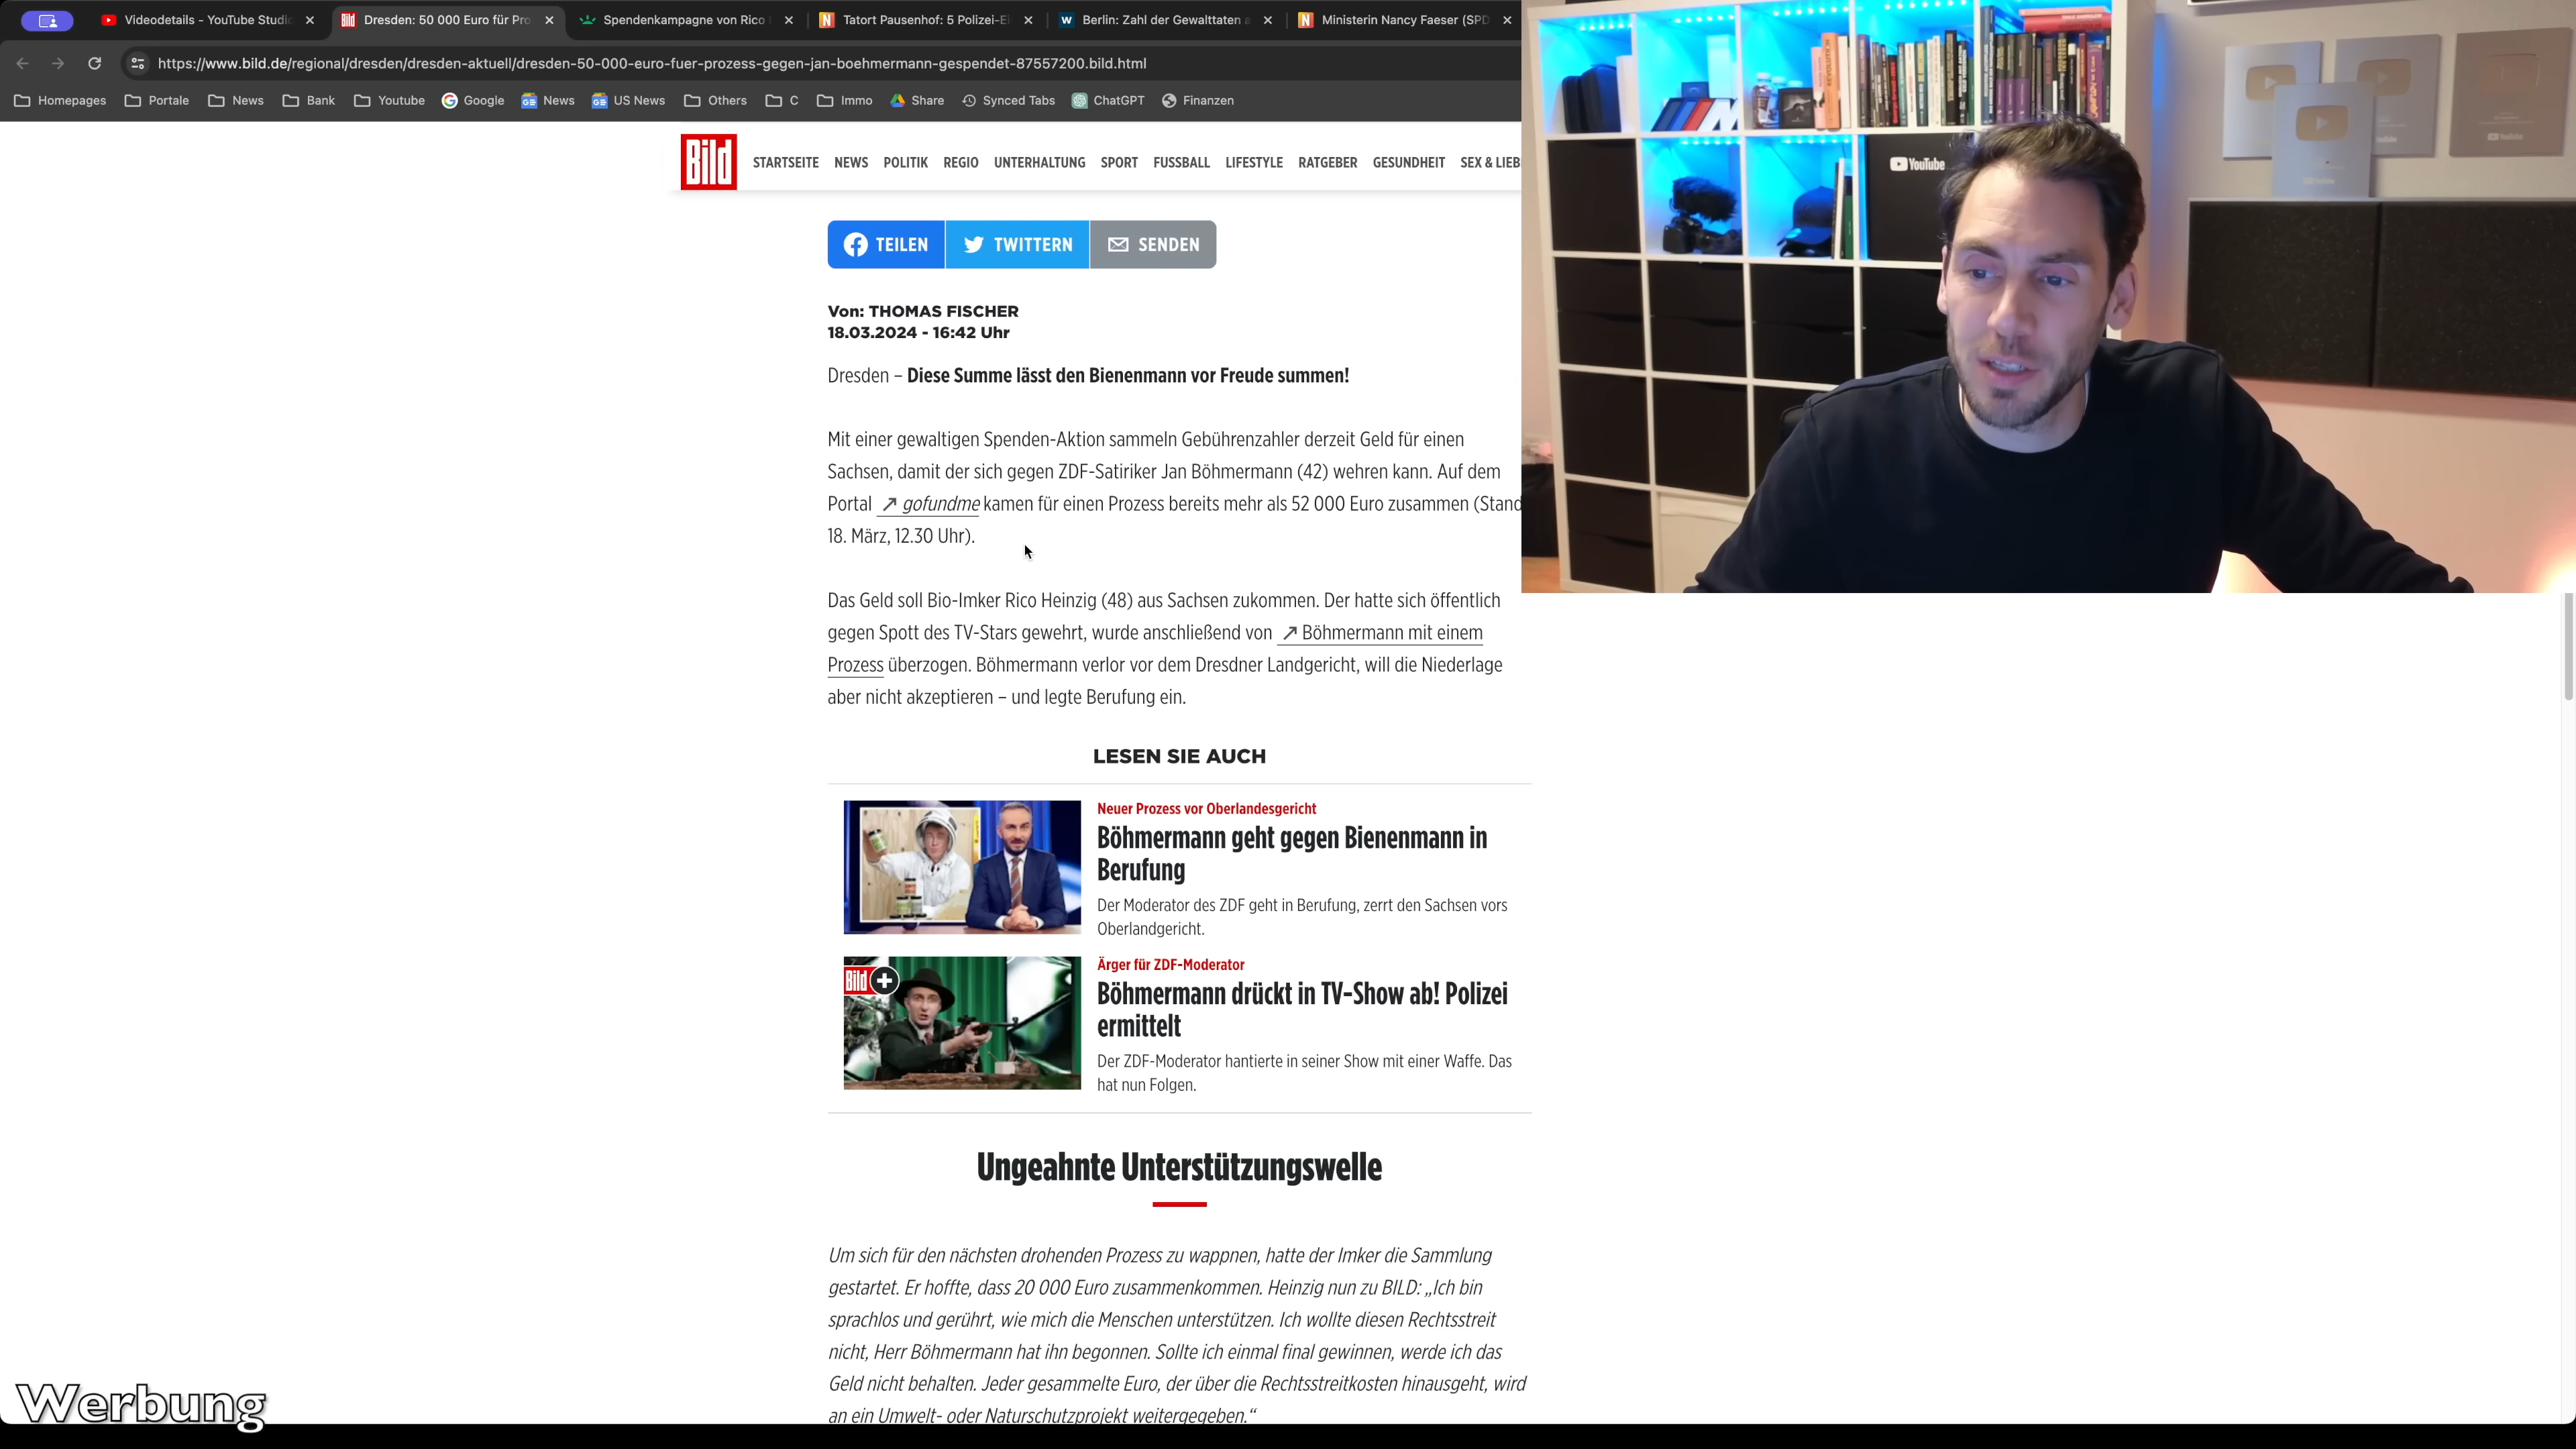 Videodetails - YouTube Studi
Dresden: 50 000 Euro für Pro
Spendenkampagne von Rico
Tatort Pausenhof: 5 Polizei-Ei
Berlin: Zahl der Gewalttaten a
Ministerin Nancy Faeser (SPD
https://www.bild.de/regional/dresden/dresden-aktuell/dresden-50-000-euro-fuer-prozess-gegen-jan-boehmermann-gespendet-87557200.bild.html
Homepages Portale News Bank Youtube Google News US News Others C Immo Share Synced Tabs ChatGPT Finanzen
Bild STARTSEITE NEWS POLITIK REGIO UNTERHALTUNG SPORT FUSSBALL LIFESTYLE RATGEBER GESUNDHEIT SEX & LIEB
YouTube
TEILEN TWITTERN SENDEN
Von: THOMAS FISCHER
18.03.2024 - 16:42 Uhr
Dresden – Diese Summe lässt den Bienenmann vor Freude summen!
Mit einer gewaltigen Spenden-Aktion sammeln Gebührenzahler derzeit Geld für einen
Sachsen, damit der sich gegen ZDF-Satiriker Jan Böhmermann (42) wehren kann. Auf dem
Portal ↗ gofundme kamen für einen Prozess bereits mehr als 52 000 Euro zusammen (Stand
18. März, 12.30 Uhr).
Das Geld soll Bio-Imker Rico Heinzig (48) aus Sachsen zukommen. Der hatte sich öffentlich
gegen Spott des TV-Stars gewehrt, wurde anschließend von ↗ Böhmermann mit einem
Prozess überzogen. Böhmermann verlor vor dem Dresdner Landgericht, will die Niederlage
aber nicht akzeptieren – und legte Berufung ein.
LESEN SIE AUCH
Neuer Prozess vor Oberlandesgericht
Böhmermann geht gegen Bienenmann in
Berufung
Der Moderator des ZDF geht in Berufung, zerrt den Sachsen vors
Oberlandgericht.
Bild +
Ärger für ZDF-Moderator
Böhmermann drückt in TV-Show ab! Polizei
ermittelt
Der ZDF-Moderator hantierte in seiner Show mit einer Waffe. Das
hat nun Folgen.
Ungeahnte Unterstützungswelle
Um sich für den nächsten drohenden Prozess zu wappnen, hatte der Imker die Sammlung
gestartet. Er hoffte, dass 20 000 Euro zusammenkommen. Heinzig nun zu BILD: „Ich bin
sprachlos und gerührt, wie mich die Menschen unterstützen. Ich wollte diesen Rechtsstreit
nicht, Herr Böhmermann hat ihn begonnen. Sollte ich einmal final gewinnen, werde ich das
Geld nicht behalten. Jeder gesammelte Euro, der über die Rechtsstreitkosten hinausgeht, wird
an ein Umwelt- oder Naturschutzprojekt weitergegeben.“
Werbung